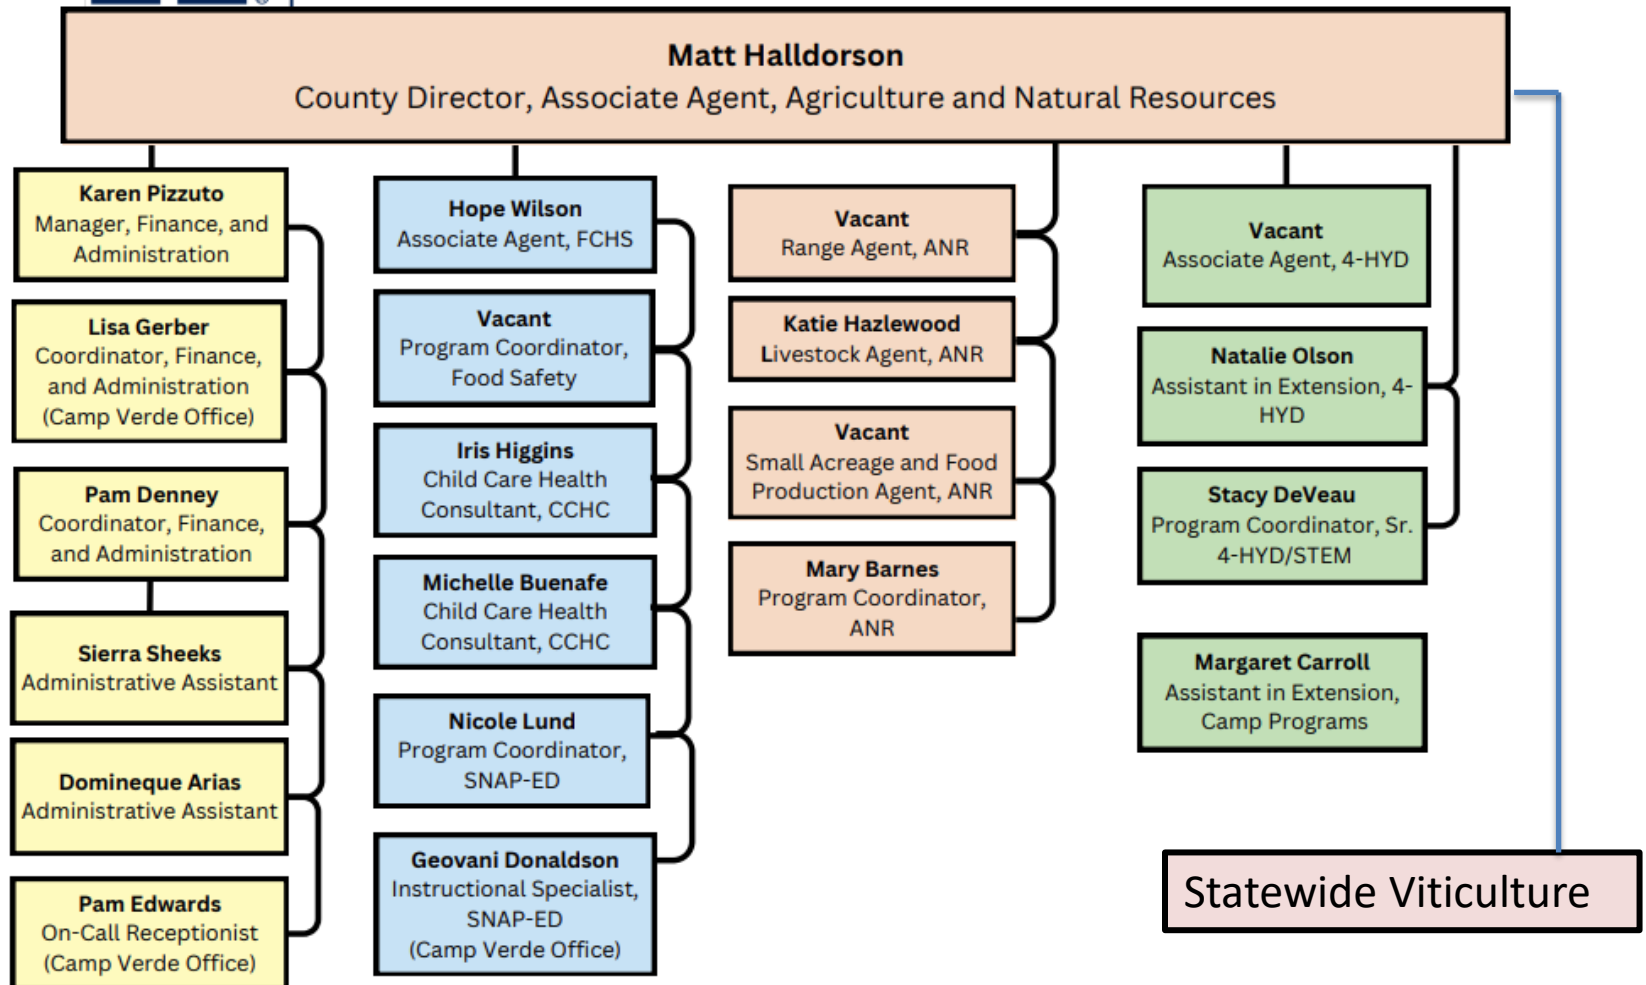 Matt Halldorson
County Director, Associate Agent, Agriculture and Natural Resources
Karen Pizzuto
Manager, Finance, and
Administration
Lisa Gerber
Coordinator, Finance,
and Administration
(Camp Verde Office)
Pam Denney
Coordinator, Finance,
and Administration
Sierra Sheeks
Administrative Assistant
Domineque Arias
Administrative Assistant
Pam Edwards
On-Call Receptionist
(Camp Verde Office)
Hope Wilson
Associate Agent, FCHS
Vacant
Program Coordinator,
Food Safety
Iris Higgins
Child Care Health
Consultant, CCHC
Michelle Buenafe
Child Care Health
Consultant, CCHC
Nicole Lund
Program Coordinator,
SNAP-ED
Geovani Donaldson
Instructional Specialist,
SNAP-ED
(Camp Verde Office)
Vacant
Range Agent, ANR
Katie Hazlewood
Livestock Agent, ANR
Vacant
Small Acreage and Food
Production Agent, ANR
Mary Barnes
Program Coordinator,
ANR
Vacant
Associate Agent, 4-HYD
Natalie Olson
Assistant in Extension, 4-
HYD
Stacy DeVeau
Program Coordinator, Sr.
4-HYD/STEM
Margaret Carroll
Assistant in Extension,
Camp Programs
Statewide Viticulture